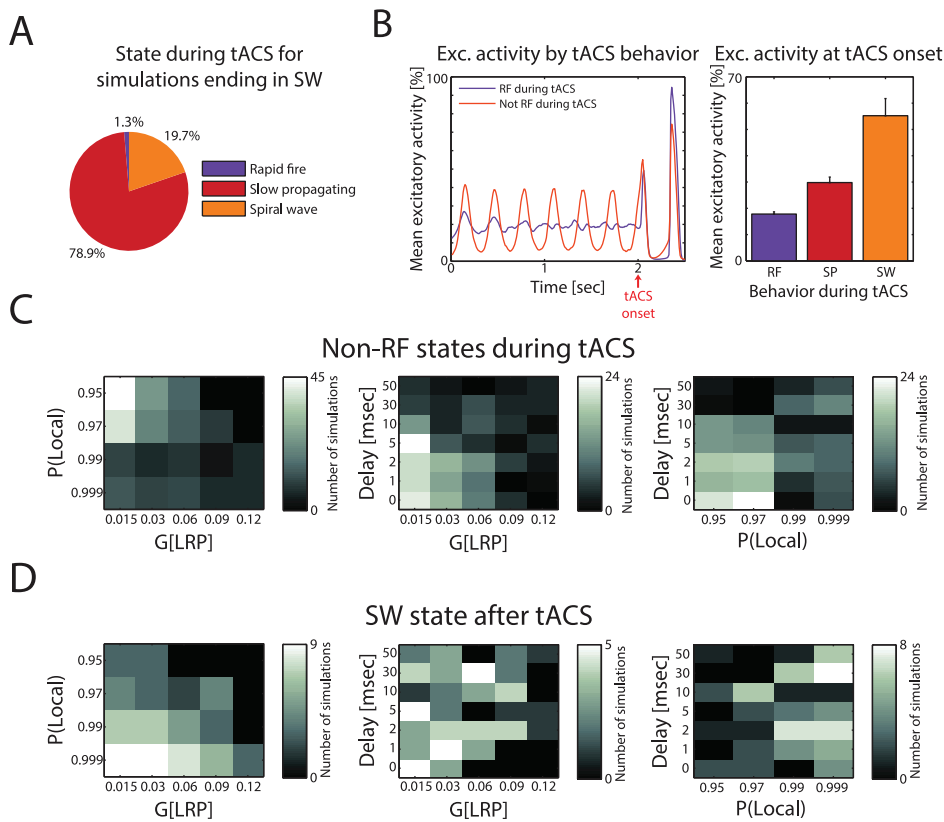 A
State during tACS for
simulations ending in SW
1.3%
19.7%
78.9%
Rapid fire
Slow propagating
Spiral wave
B
Exc. activity by tACS behavior
Mean excitatory activity [%]
100
0
RF during tACS
Not RF during tACS
0
1
2
Time [sec]
tACS
onset
Exc. activity at tACS onset
Mean excitatory activity [%]
70
0
RF
SP
SW
Behavior during tACS
C
Non-RF states during tACS
P(Local)
0.95
0.97
0.99
0.999
0.015
0.03
0.06
0.09
0.12
G[LRP]
45
0
Number of simulations
Delay [msec]
50
30
10
5
2
1
0
0.015
0.03
0.06
0.09
0.12
G[LRP]
24
0
Number of simulations
Delay [msec]
50
30
10
5
2
1
0
0.95
0.97
0.99
0.999
P(Local)
24
0
Number of simulations
D
SW state after tACS
P(Local)
0.95
0.97
0.99
0.999
0.015
0.03
0.06
0.09
0.12
G[LRP]
9
0
Number of simulations
Delay [msec]
50
30
10
5
2
1
0
0.015
0.03
0.06
0.09
0.12
G[LRP]
5
0
Number of simulations
Delay [msec]
50
30
10
5
2
1
0
0.95
0.97
0.99
0.999
P(Local)
8
0
Number of simulations